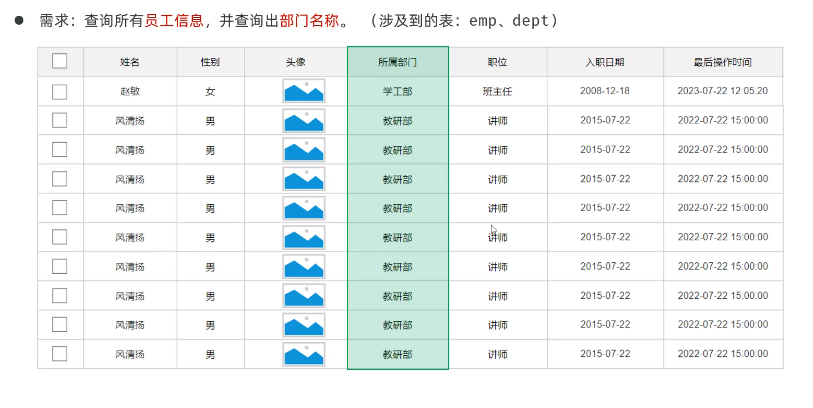 ● 需求：查询所有员工信息，并查询出部门名称。 （涉及到的表：emp、dept）
姓名 性别 头像 所属部门 职位 入职日期 最后操作时间
赵敏 女 学工部 班主任 2008-12-18 2023-07-22 12:05:20
风清扬 男 教研部 讲师 2015-07-22 2022-07-22 15:00:00
风清扬 男 教研部 讲师 2015-07-22 2022-07-22 15:00:00
风清扬 男 教研部 讲师 2015-07-22 2022-07-22 15:00:00
风清扬 男 教研部 讲师 2015-07-22 2022-07-22 15:00:00
风清扬 男 教研部 讲师 2015-07-22 2022-07-22 15:00:00
风清扬 男 教研部 讲师 2015-07-22 2022-07-22 15:00:00
风清扬 男 教研部 讲师 2015-07-22 2022-07-22 15:00:00
风清扬 男 教研部 讲师 2015-07-22 2022-07-22 15:00:00
风清扬 男 教研部 讲师 2015-07-22 2022-07-22 15:00:00